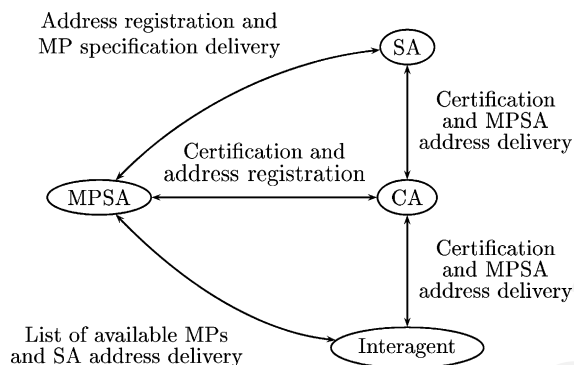 Address registration and
MP specification delivery
SA
Certification
and MPSA
address delivery
Certification and
address registration
MPSA
CA
Certification
and MPSA
address delivery
List of available MPs
and SA address delivery
Interagent